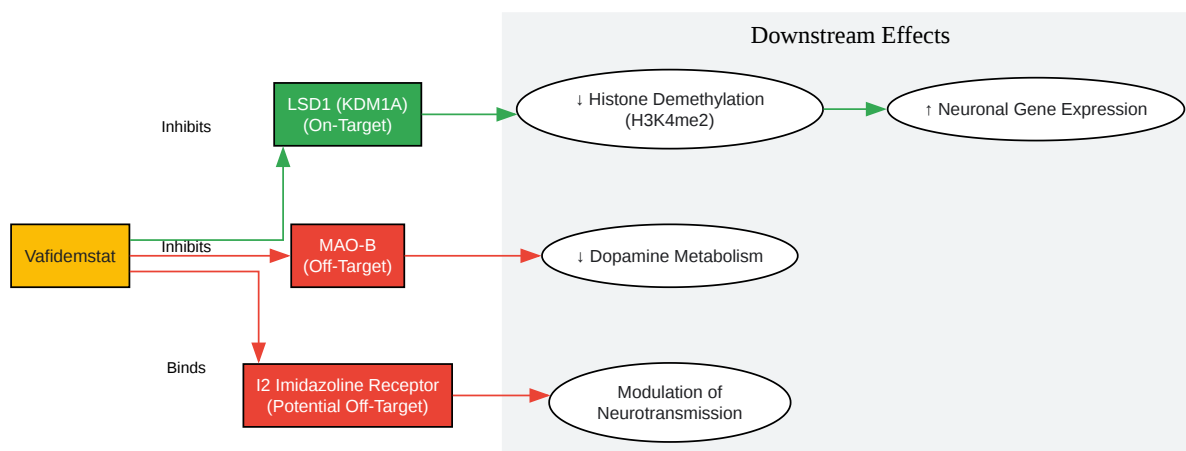 Downstream Effects
LSD1 (KDM1A)
(On-Target)
↓ Histone Demethylation
(H3K4me2)
↑ Neuronal Gene Expression
Inhibits
Vafidemstat
Inhibits
MAO-B
(Off-Target)
↓ Dopamine Metabolism
Binds
I2 Imidazoline Receptor
(Potential Off-Target)
Modulation of
Neurotransmission